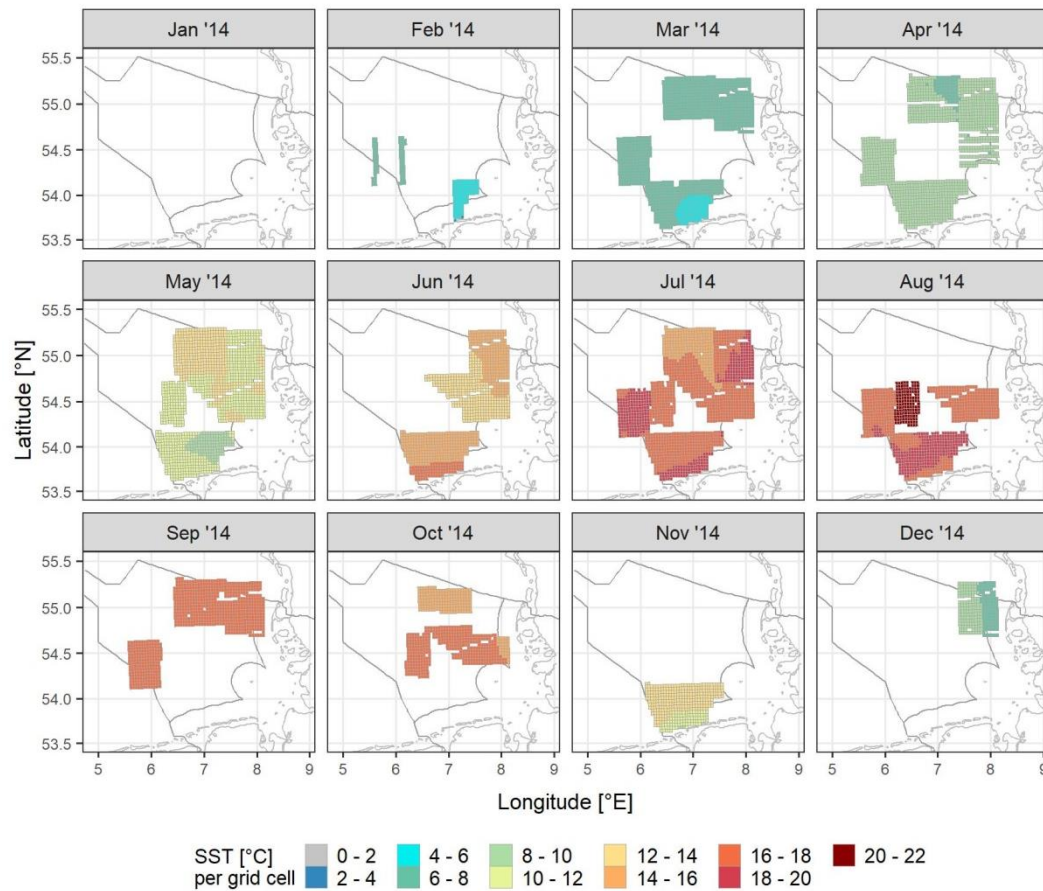 Jan '14 Feb '14 Mar '14 Apr '14
55.5
55.0
54.5
54.0
53.5
May '14 Jun '14 Jul '14 Aug '14
55.5
55.0
54.5
54.0
53.5
Latitude [°N]
Sep '14 Oct '14 Nov '14 Dec '14
55.5
55.0
54.5
54.0
53.5
5 6 7 8 9 5 6 7 8 9 5 6 7 8 9 5 6 7 8 9
Longitude [°E]
SST [°C] 0 - 2 4 - 6 8 - 10 12 - 14 16 - 18 20 - 22
per grid cell 2 - 4 6 - 8 10 - 12 14 - 16 18 - 20